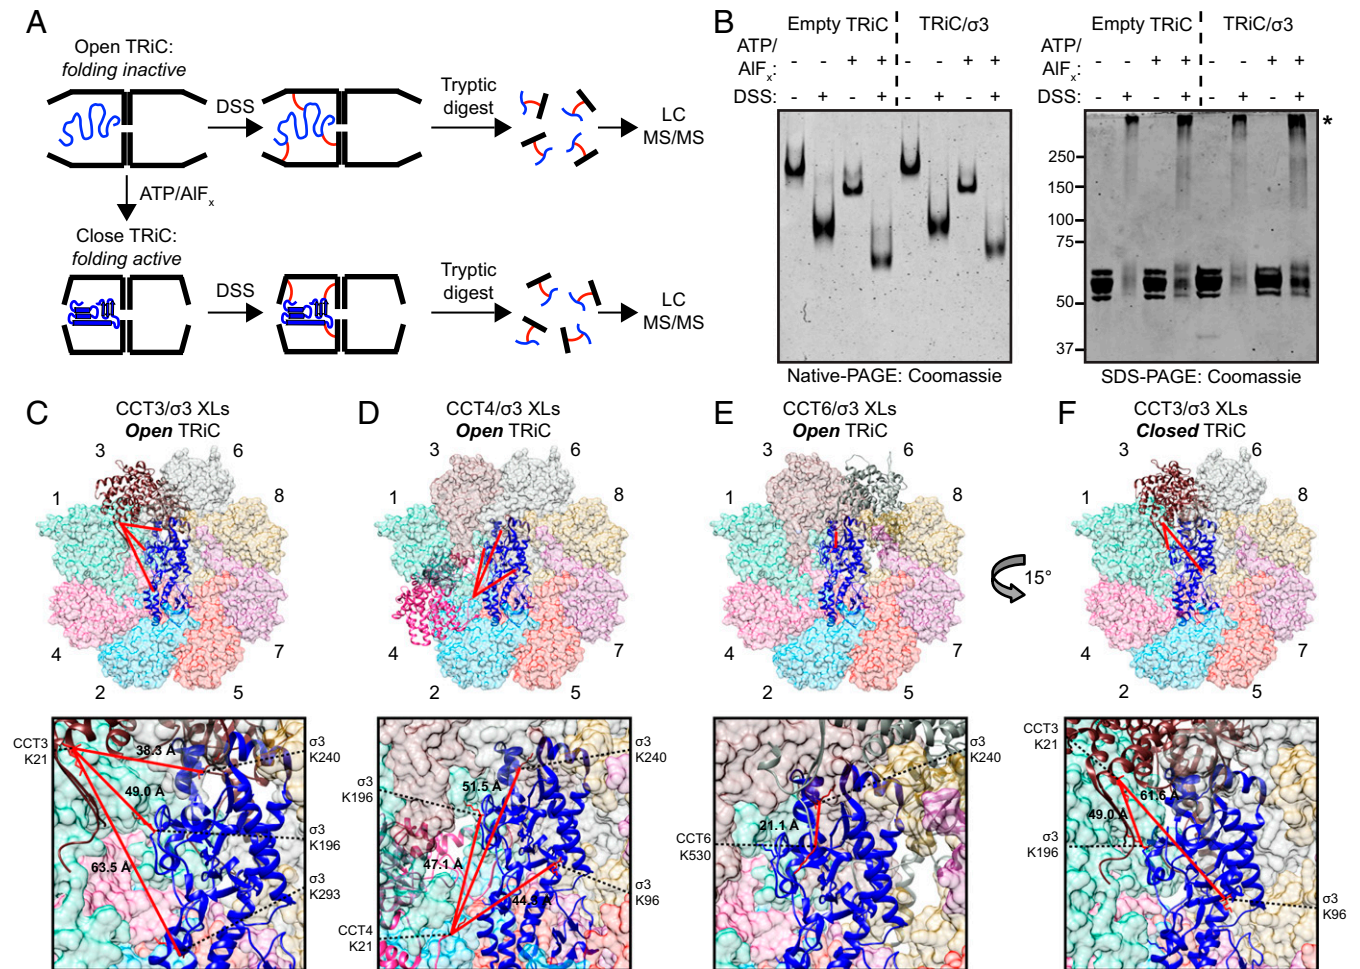 A
Open TRiC:
folding inactive
DSS
Tryptic
digest
LC
MS/MS
ATP/AlFx
Close TRiC:
folding active
DSS
Tryptic
digest
LC
MS/MS
B
Empty TRiC
TRiC/σ3
ATP/
AlFx:
- - + + - - + +
DSS:
- + - + - + - +
Native-PAGE: Coomassie
Empty TRiC
TRiC/σ3
ATP/
AlFx:
- - + + - - + +
DSS:
- + - + - + - +
*
250
150
100
75
50
37
SDS-PAGE: Coomassie
C
CCT3/σ3 XLs
Open TRiC
3
6
1
8
4
7
2
5
CCT3
K21
38.3 A
49.0 A
63.5 A
σ3
K240
σ3
K196
σ3
K293
D
CCT4/σ3 XLs
Open TRiC
3
6
1
8
4
7
2
5
σ3
K196
51.5 A
47.1 A
44.9 A
CCT4
K21
σ3
K240
σ3
K96
E
CCT6/σ3 XLs
Open TRiC
3
6
1
8
4
7
2
5
21.1 A
CCT6
K530
σ3
K240
15°
F
CCT3/σ3 XLs
Closed TRiC
3
6
1
8
4
7
2
5
CCT3
K21
61.6 A
49.0 A
σ3
K196
σ3
K96